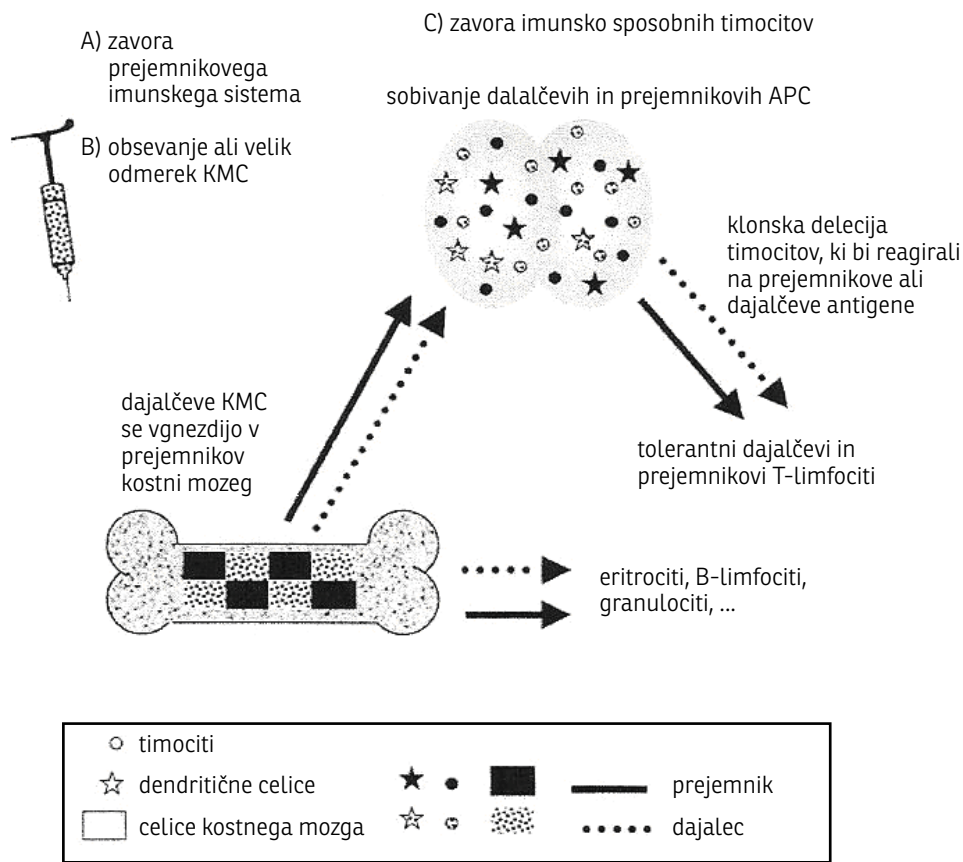 A) zavora
prejemnikovega
imunskega sistema
B) obsevanje ali velik
odmerek KMC
C) zavora imunsko sposobnih timocitov
sobivanje dalalčevih in prejemnikovih APC
klonska delecija
timocitov, ki bi reagirali
na prejemnikove ali
dajalčeve antigene
dajalčeve KMC
se vgnezdijo v
prejemnikov
kostni mozeg
tolerantni dajalčevi in
prejemnikovi T-limfociti
eritrociti, B-limfociti,
granulociti, ...
timociti
dendritične celice
prejemnik
celice kostnega mozga
dajalec